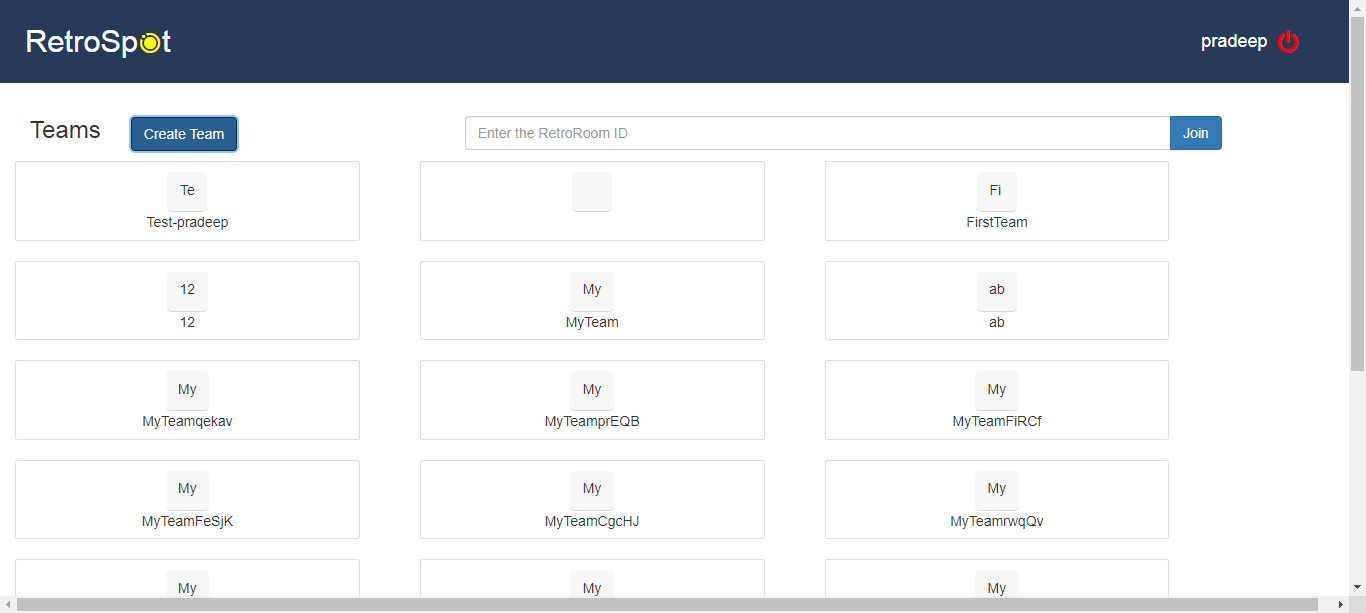 RetroSpot
pradeep
Teams
Create Team
Enter the RetroRoom ID
Join
Te
Test-pradeep
Fi
FirstTeam
12
12
My
MyTeam
ab
ab
My
MyTeamqekav
My
MyTeamprEQB
My
MyTeamFiRCf
My
MyTeamFeSjK
My
MyTeamCgcHJ
My
MyTeamrwqQv
My
My
My